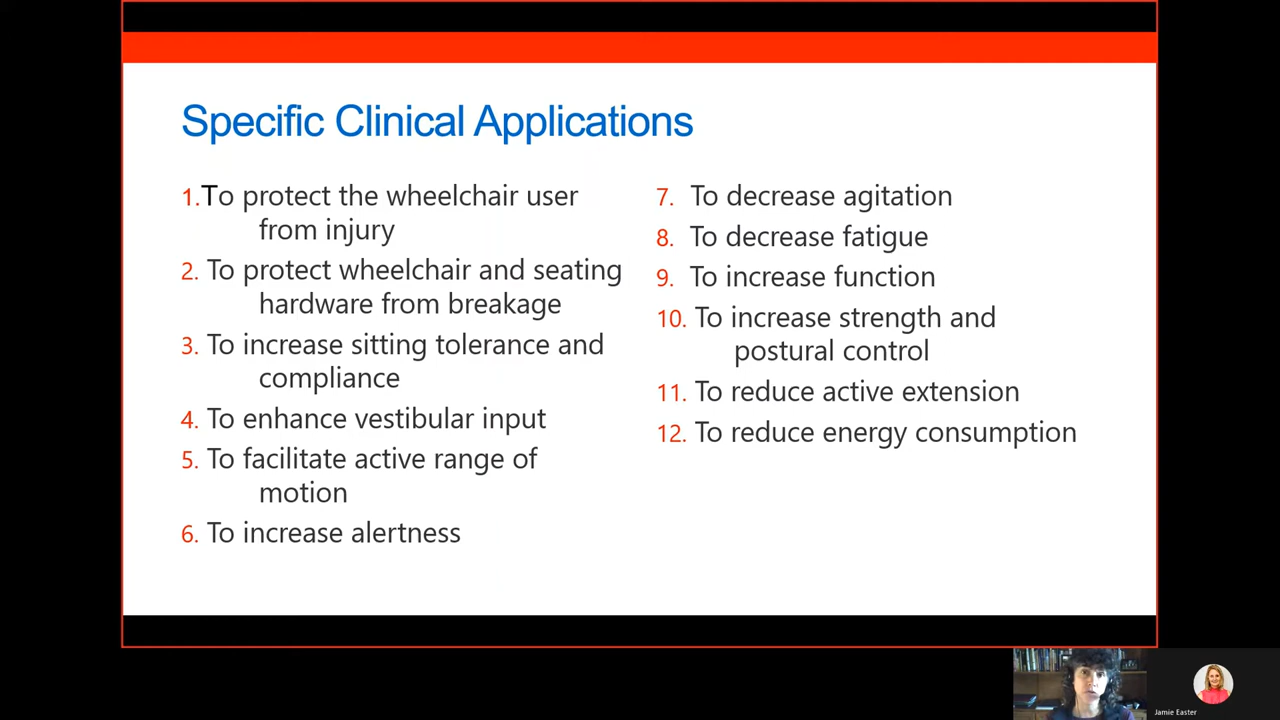 Specific Clinical Applications
1.To protect the wheelchair user
from injury
2. To protect wheelchair and seating
hardware from breakage
3. To increase sitting tolerance and
compliance
4. To enhance vestibular input
5. To facilitate active range of
motion
6. To increase alertness
7. To decrease agitation
8. To decrease fatigue
9. To increase function
10. To increase strength and
postural control
11. To reduce active extension
12. To reduce energy consumption
Jamie Easter